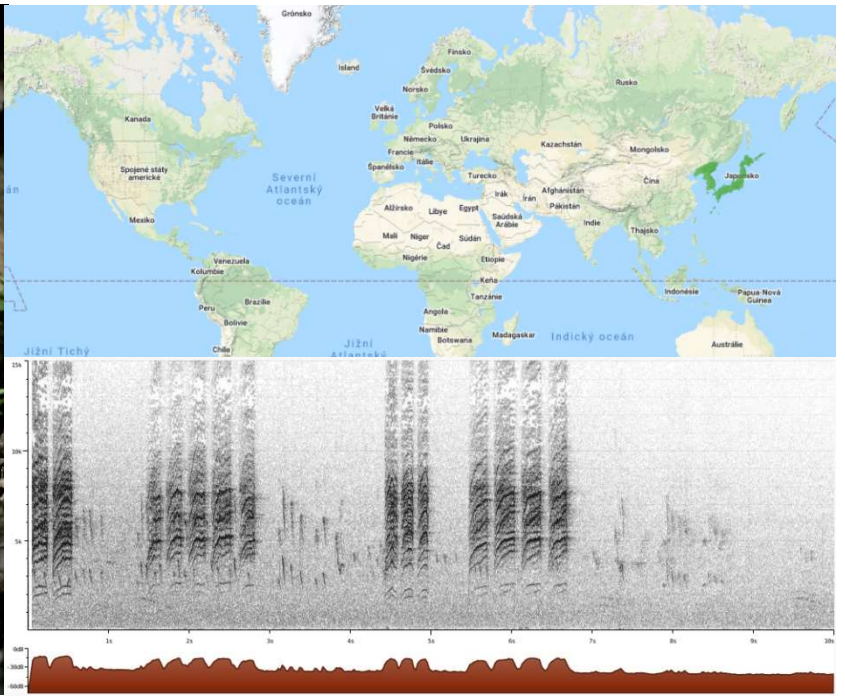 Grónsko
Island
Finsko
Švédsko
Norsko
Rusko
Kanada
Velká
Británie
Polsko
Německo
Ukrajina
Francie
Kazachstán
Mongolsko
Spojené státy
americké
Španělsko
Itálie
Turecko
Čína
Japonsko
Severní
Atlantský
oceán
án
Irák
Írán
Afghánistán
Pákistán
Alžírsko
Libye
Egypt
Saúdská
Arábie
Indie
Mexiko
Mali
Niger
Čad
Súdán
Thajsko
Nigérie
Etiopie
Venezuela
Kolumbie
Keňa
Indonésie
Papua-Nová
Guinea
Tanzánie
Brazílie
Peru
Angola
Bolívie
Namibie
Botswana
Madagaskar
Indický oceán
Austrálie
Chile
Jižní Tichý
Jižní
Atlantský
15k
10k
5k
1s 2s 3s 4s 5s 6s 7s 8s 9s 10s
0dB
-30dB
-60dB